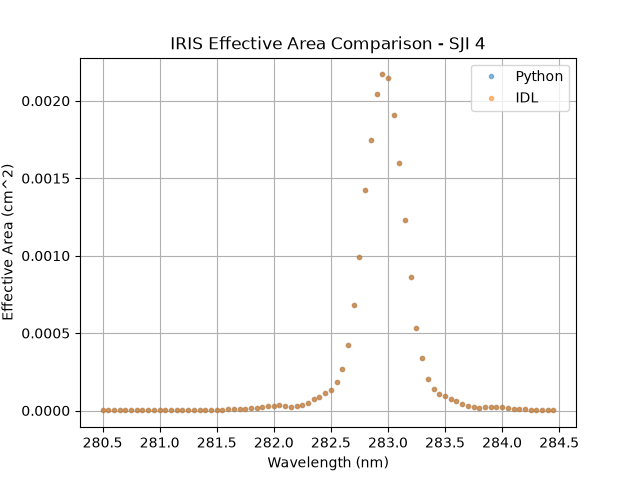 IRIS Effective Area Comparison - SJI 4
Python
IDL
Effective Area (cm^2)
0.0020
0.0015
0.0010
0.0005
0.0000
280.5 281.0 281.5 282.0 282.5 283.0 283.5 284.0 284.5
Wavelength (nm)